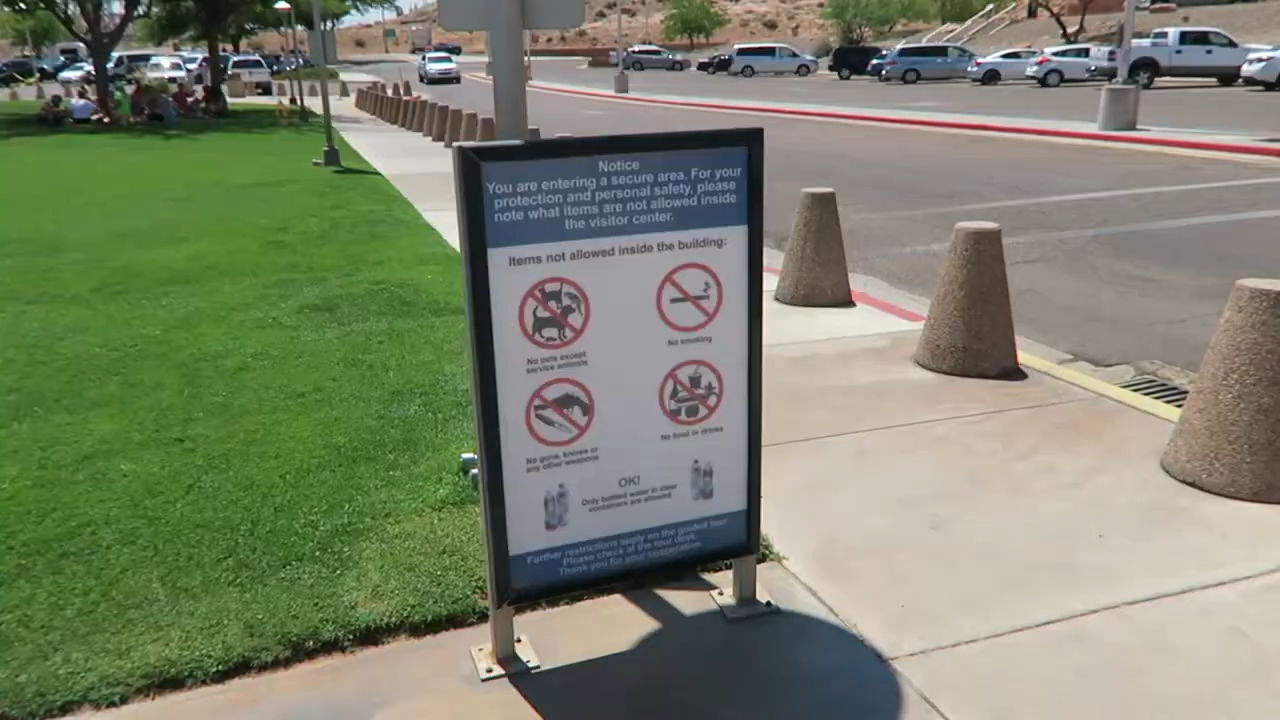 Notice
You are entering a secure area. For your
protection and personal safety, please
note what items are not allowed inside
the visitor center.
Items not allowed inside the building:
No pets except
service animals
No smoking
No guns, knives or
any other weapons
No food or drinks
OK!
Only bottled water in clear
containers are allowed
Further restrictions apply on the guided tour.
Please check at the tour desk.
Thank you for your cooperation.